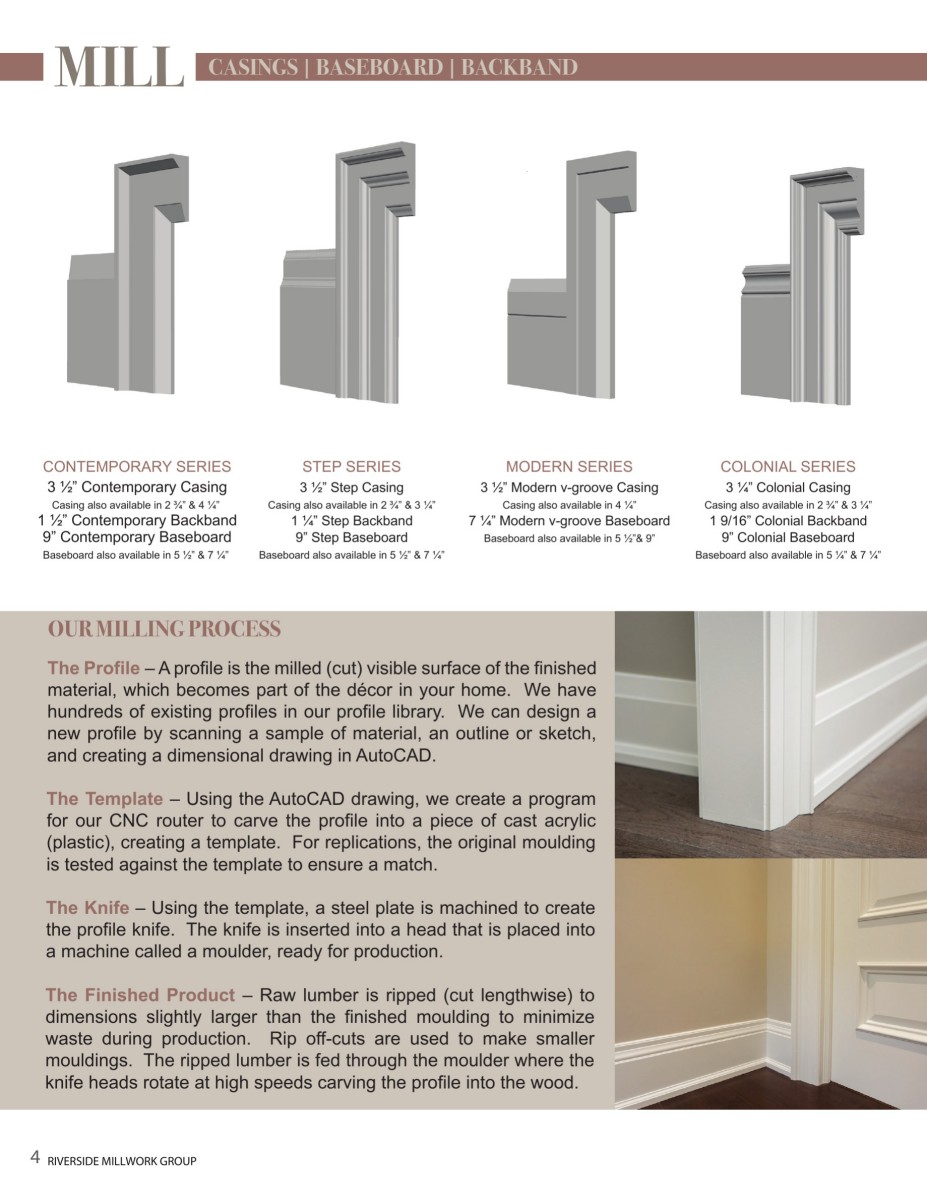 MILL
CASINGS | BASEBOARD | BACKBAND
CONTEMPORARY SERIES
3 ½” Contemporary Casing
Casing also available in 2 ¾” & 4 ¼”
1 ½” Contemporary Backband
9” Contemporary Baseboard
Baseboard also available in 5 ½” & 7 ¼”
STEP SERIES
3 ½” Step Casing
Casing also available in 2 ¾” & 3 ¼”
1 ¼” Step Backband
9” Step Baseboard
Baseboard also available in 5 ½” & 7 ¼”
MODERN SERIES
3 ½” Modern v-groove Casing
Casing also available in 4 ¼”
7 ¼” Modern v-groove Baseboard
Baseboard also available in 5 ½”& 9”
COLONIAL SERIES
3 ¼” Colonial Casing
Casing also available in 2 ¾” & 3 ¼”
1 9/16” Colonial Backband
9” Colonial Baseboard
Baseboard also available in 5 ¼” & 7 ¼”
OUR MILLING PROCESS
The Profile – A profile is the milled (cut) visible surface of the finished
material, which becomes part of the décor in your home. We have
hundreds of existing profiles in our profile library. We can design a
new profile by scanning a sample of material, an outline or sketch,
and creating a dimensional drawing in AutoCAD.
The Template – Using the AutoCAD drawing, we create a program
for our CNC router to carve the profile into a piece of cast acrylic
(plastic), creating a template. For replications, the original moulding
is tested against the template to ensure a match.
The Knife – Using the template, a steel plate is machined to create
the profile knife. The knife is inserted into a head that is placed into
a machine called a moulder, ready for production.
The Finished Product – Raw lumber is ripped (cut lengthwise) to
dimensions slightly larger than the finished moulding to minimize
waste during production. Rip off-cuts are used to make smaller
mouldings. The ripped lumber is fed through the moulder where the
knife heads rotate at high speeds carving the profile into the wood.
4 RIVERSIDE MILLWORK GROUP